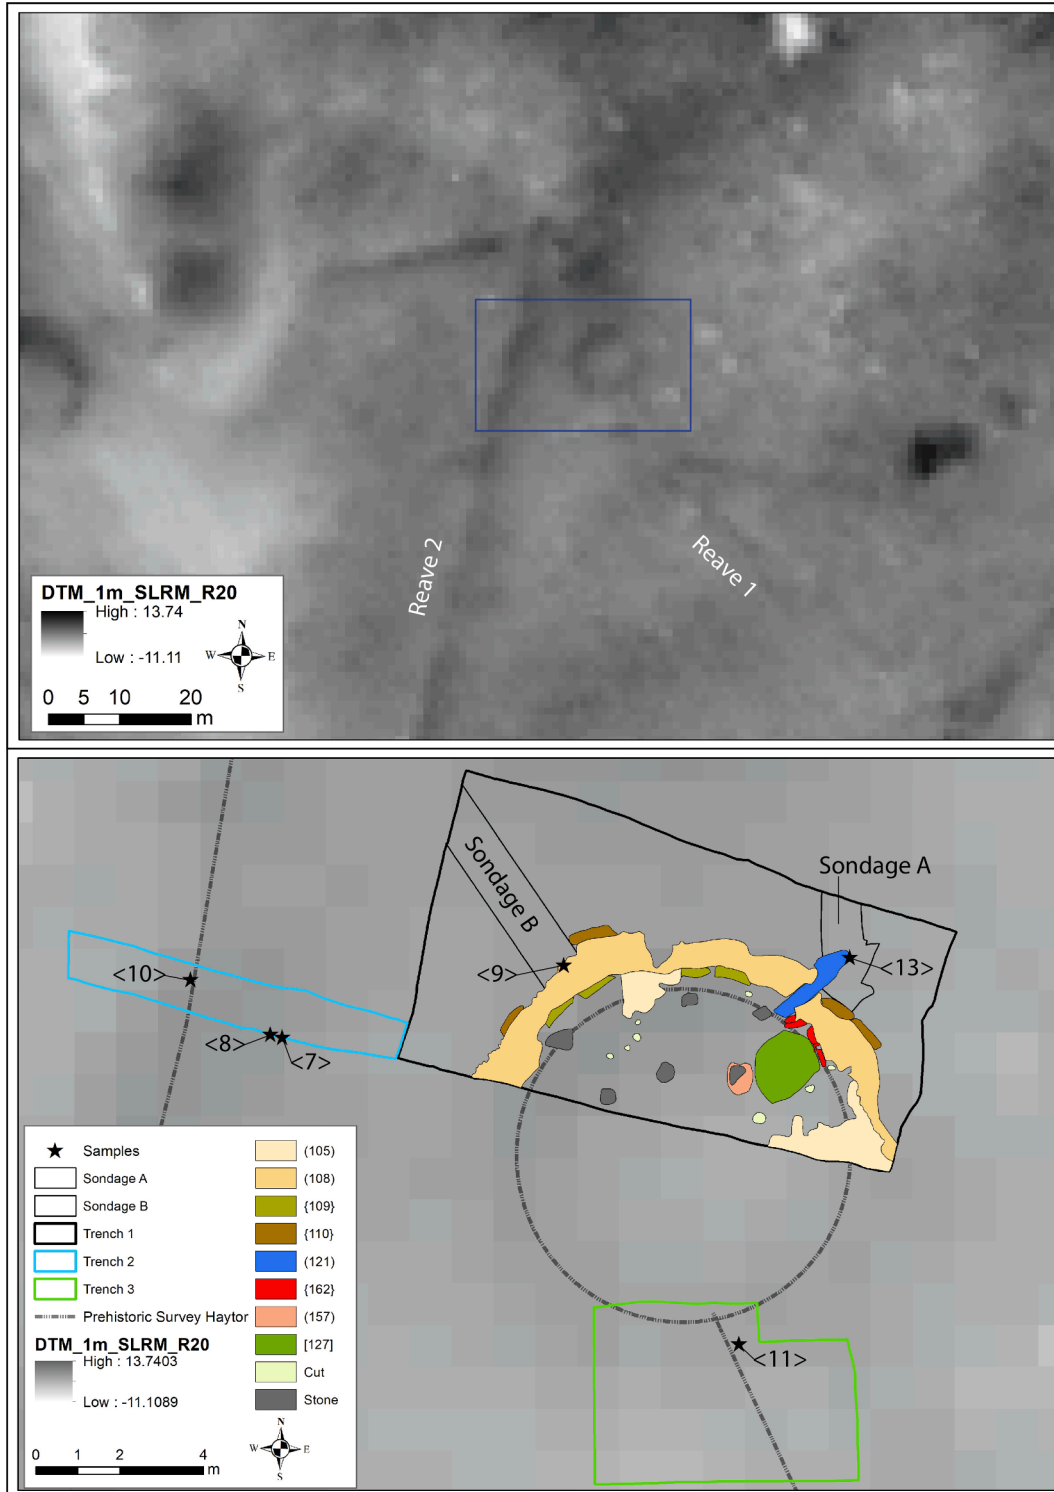 Reave 2
Reave 1
DTM_1m_SLRM_R20
High : 13.74
Low : -11.11
N
W E
S
0 5 10 20
m
Sondage B
Sondage A
<10>
<9>
<13>
<8>
<7>
<11>
Samples
Sondage A
Sondage B
Trench 1
Trench 2
Trench 3
Prehistoric Survey Haytor
DTM_1m_SLRM_R20
High : 13.7403
Low : -11.1089
0 1 2 4
m
(105)
(108)
{109}
{110}
(121)
{162}
(157)
[127]
Cut
Stone
N
W E
S